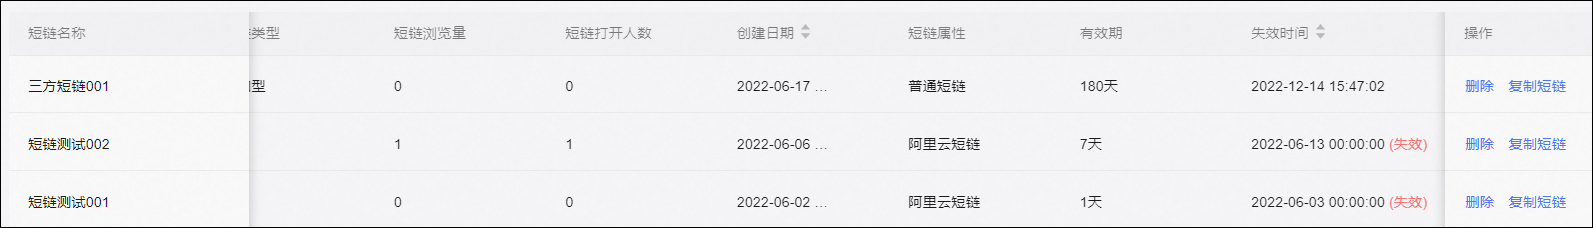 短链名称 类型 短链浏览量 短链打开人数 创建日期 短链属性 有效期 失效时间 操作
三方短链001 型 0 0 2022-06-17 ... 普通短链 180天 2022-12-14 15:47:02 删除 复制短链
短链测试002 1 1 2022-06-06 ... 阿里云短链 7天 2022-06-13 00:00:00 (失效) 删除 复制短链
短链测试001 0 0 2022-06-02 ... 阿里云短链 1天 2022-06-03 00:00:00 (失效) 删除 复制短链